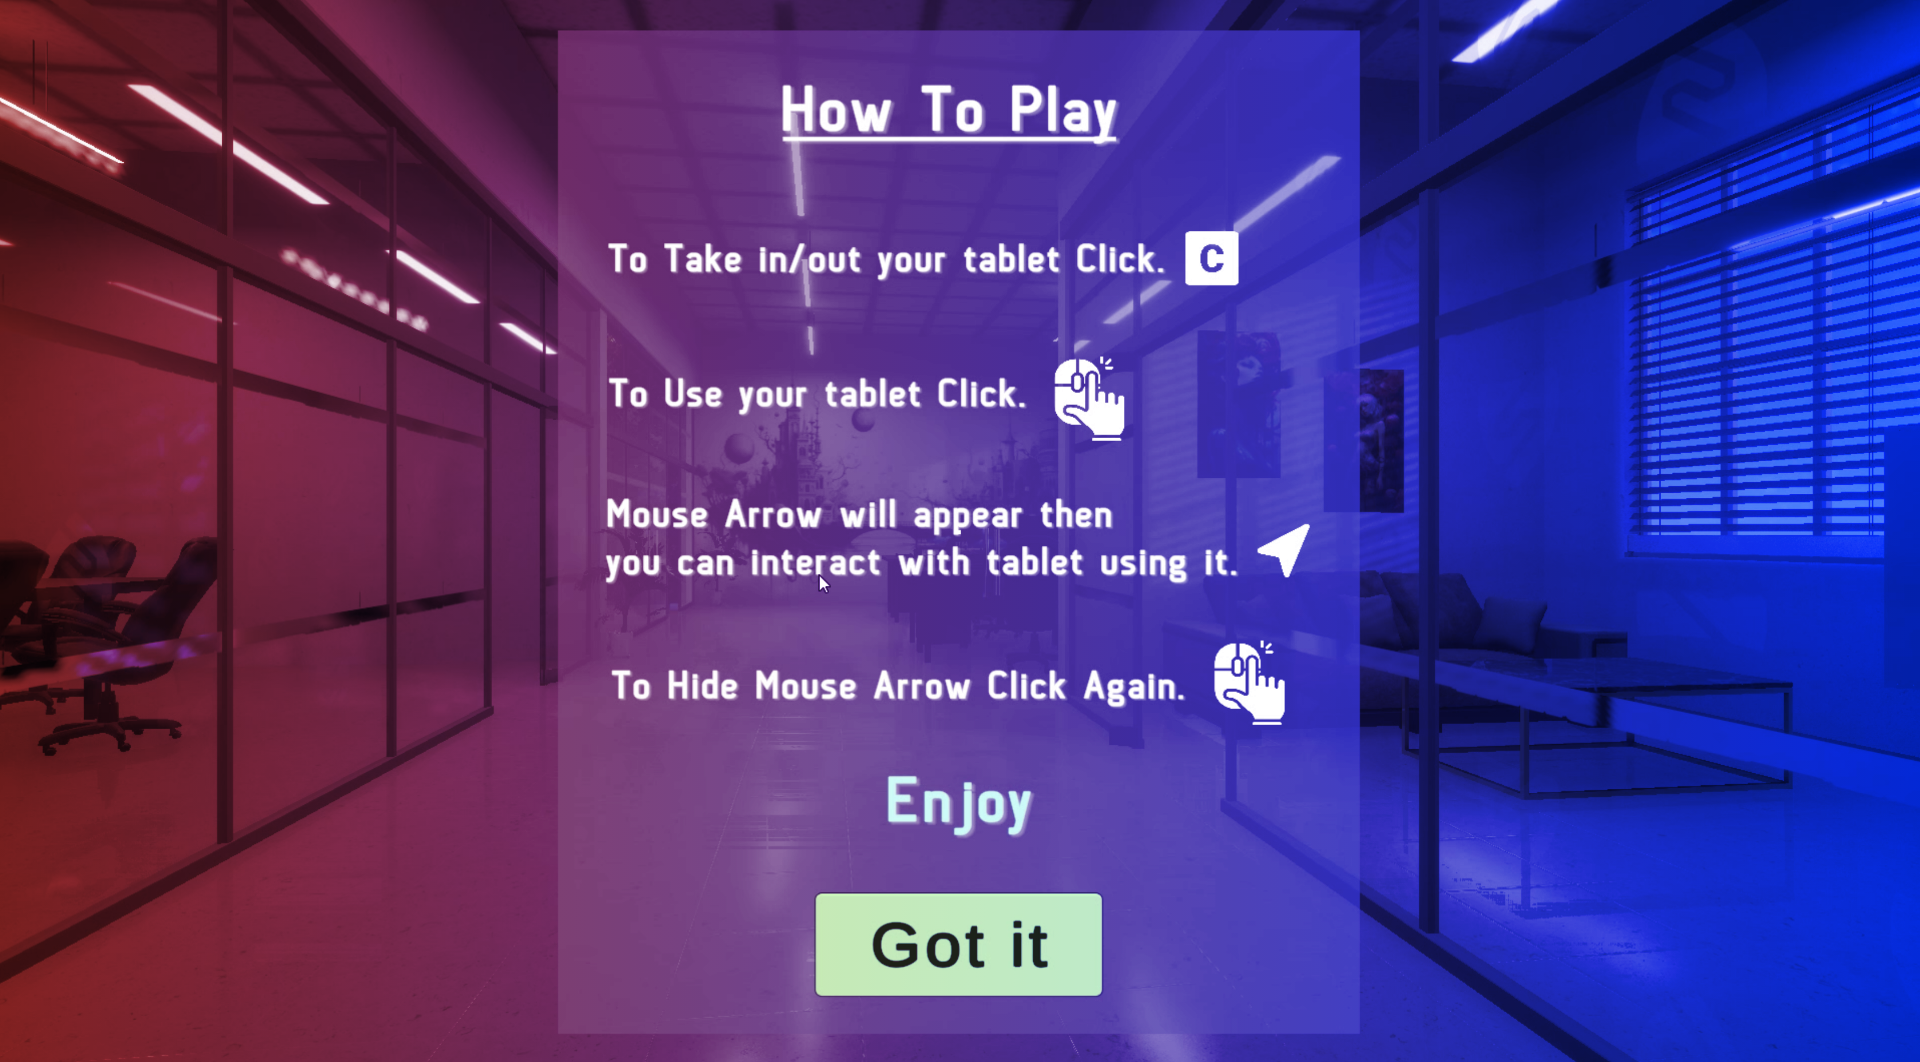 How To Play
To Take in/out your tablet Click. C
To Use your tablet Click.
Mouse Arrow will appear then
you can interact with tablet using it.
To Hide Mouse Arrow Click Again.
Enjoy
Got it